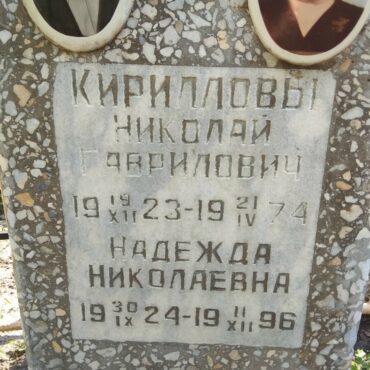 КИРИЛЛОВЫ
НИКОЛАЙ
ГАВРИЛОВИЧ
19 19/XII 23-19 21/IV 74
НАДЕЖДА
НИКОЛАЕВНА
19 30/IX 24-19 11/XII 96